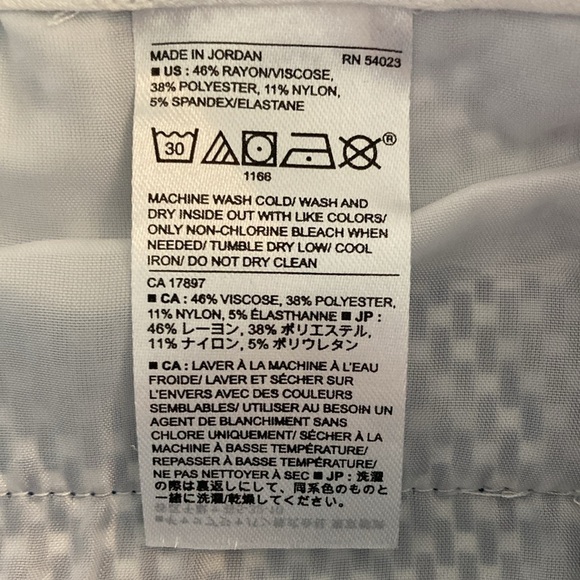 MADE IN JORDAN RN 54023
■ US : 46% RAYON/VISCOSE,
38% POLYESTER, 11% NYLON,
5% SPANDEX/ELASTANE
30 ®
1166
MACHINE WASH COLD/ WASH AND
DRY INSIDE OUT WITH LIKE COLORS/
ONLY NON-CHLORINE BLEACH WHEN
NEEDED/ TUMBLE DRY LOW/ COOL
IRON/ DO NOT DRY CLEAN
CA 17897
■ CA : 46% VISCOSE, 38% POLYESTER,
11% NYLON, 5% ÉLASTHANNE ■ JP :
46% レーヨン, 38% ポリエステル,
11% ナイロン, 5% ポリウレタン
■ CA : LAVER À LA MACHINE À L'EAU
FROIDE/ LAVER ET SÉCHER SUR
L'ENVERS AVEC DES COULEURS
SEMBLABLES/ UTILISER AU BESOIN UN
AGENT DE BLANCHIMENT SANS
CHLORE UNIQUEMENT/ SÉCHER À LA
MACHINE À BASSE TEMPÉRATURE/
REPASSER À BASSE TEMPÉRATURE/
NE PAS NETTOYER À SEC ■ JP : 洗濯
の際は裏返しにして、同系色のものと
一緒に洗濯/乾燥してください。